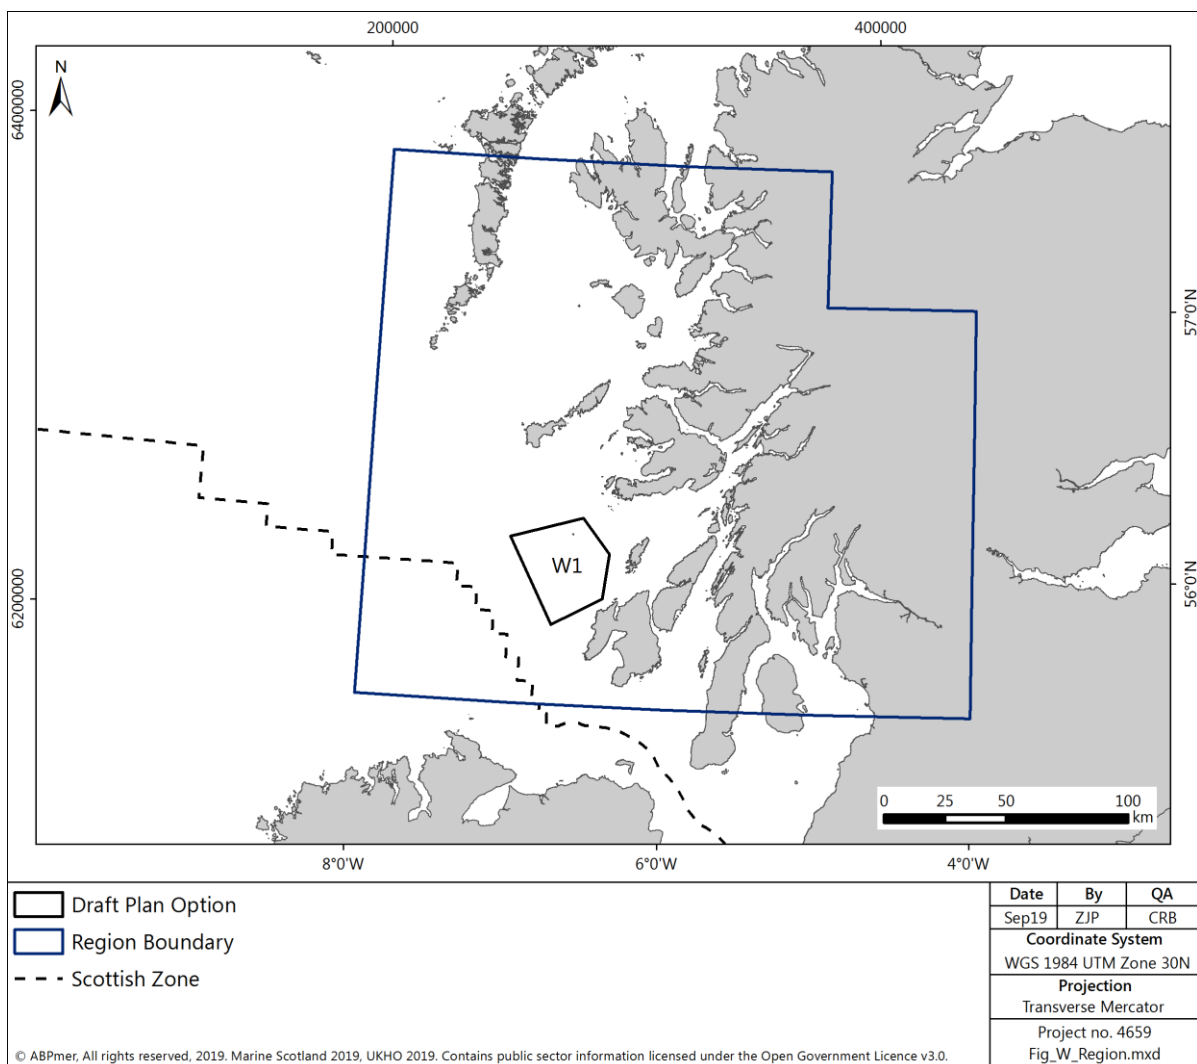 200000 400000
N
6400000
57°0'N
W1
56°0'N
6200000
0 25 50 100
km
8°0'W 6°0'W 4°0'W
Draft Plan Option
Region Boundary
Scottish Zone
Date By QA
Sep19 ZJP CRB
Coordinate System
WGS 1984 UTM Zone 30N
Projection
Transverse Mercator
Project no. 4659
Fig_W_Region.mxd
© ABPmer, All rights reserved, 2019. Marine Scotland 2019, UKHO 2019. Contains public sector information licensed under the Open Government Licence v3.0.